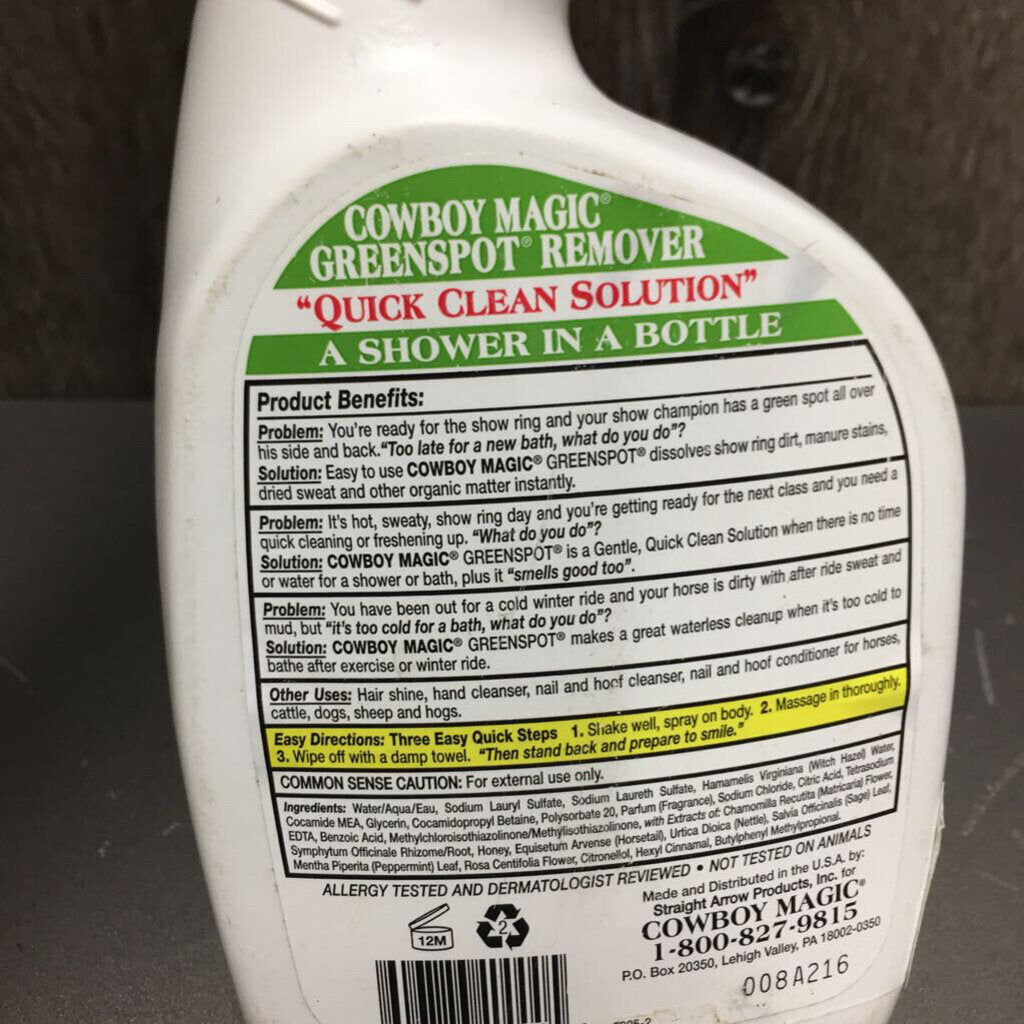 COWBOY MAGIC®
GREENSPOT® REMOVER
“QUICK CLEAN SOLUTION”
A SHOWER IN A BOTTLE
Product Benefits:
Problem: You're ready for the show ring and your show champion has a green spot all over
his side and back.“Too late for a new bath, what do you do”?
Solution: Easy to use COWBOY MAGIC® GREENSPOT® dissolves show ring dirt, manure stains,
dried sweat and other organic matter instantly.
Problem: It's hot, sweaty, show ring day and you're getting ready for the next class and you need a
quick cleaning or freshening up. “What do you do”?
Solution: COWBOY MAGIC® GREENSPOT® is a Gentle, Quick Clean Solution when there is no time
or water for a shower or bath, plus it “smells good too”.
Problem: You have been out for a cold winter ride and your horse is dirty with after ride sweat and
mud, but “it's too cold for a bath, what do you do”?
Solution: COWBOY MAGIC® GREENSPOT® makes a great waterless cleanup when it's too cold to
bathe after exercise or winter ride.
Other Uses: Hair shine, hand cleanser, nail and hoof cleanser, nail and hoof conditioner for horses,
cattle, dogs, sheep and hogs.
Easy Directions: Three Easy Quick Steps 1. Shake well, spray on body. 2. Massage in thoroughly.
3. Wipe off with a damp towel. “Then stand back and prepare to smile.”
COMMON SENSE CAUTION: For external use only.
Ingredients: Water/Aqua/Eau, Sodium Lauryl Sulfate, Sodium Laureth Sulfate, Hamamelis Virginiana (Witch Hazel) Water,
Cocamide MEA, Glycerin, Cocamidopropyl Betaine, Polysorbate 20, Parfum (Fragrance), Sodium Chloride, Citric Acid, Tetrasodium
EDTA, Benzoic Acid, Methylchloroisothiazolinone/Methylisothiazolinone, with Extracts of: Chamomilla Recutita (Matricaria) Flower,
Symphytum Officinale Rhizome/Root, Honey, Equisetum Arvense (Horsetail), Urtica Dioica (Nettle), Salvia Officinalis (Sage) Leaf,
Mentha Piperita (Peppermint) Leaf, Rosa Centifolia Flower, Citronellol, Hexyl Cinnamal, Butylphenyl Methylpropional.
ALLERGY TESTED AND DERMATOLOGIST REVIEWED • NOT TESTED ON ANIMALS
12M
2
Made and Distributed in the U.S.A. by:
Straight Arrow Products, Inc. for
COWBOY MAGIC®
1-800-827-9815
P.O. Box 20350, Lehigh Valley, PA 18002-0350
008A216